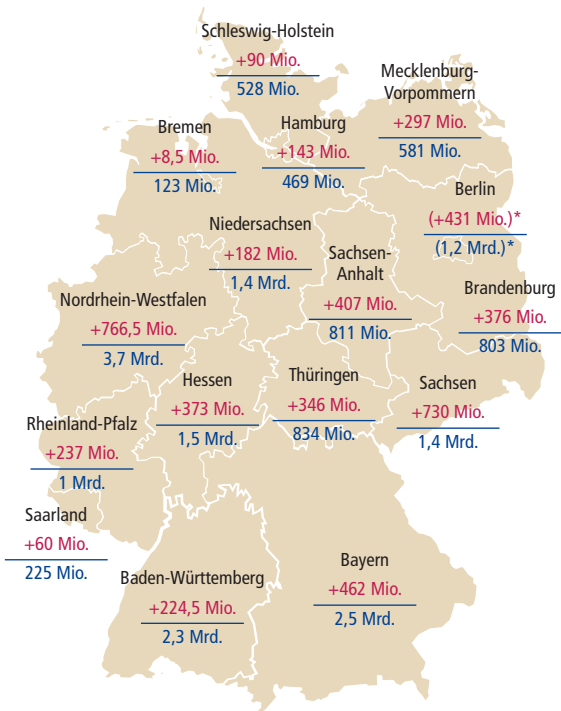 Schleswig-Holstein
+90 Mio.
528 Mio.
Mecklenburg-
Vorpommern
+297 Mio.
581 Mio.
Bremen
+8,5 Mio.
123 Mio.
Hamburg
+143 Mio.
469 Mio.
Berlin
(+431 Mio.)*
(1,2 Mrd.)*
Niedersachsen
+182 Mio.
1,4 Mrd.
Sachsen-
Anhalt
+407 Mio.
811 Mio.
Brandenburg
+376 Mio.
803 Mio.
Nordrhein-Westfalen
+766,5 Mio.
3,7 Mrd.
Hessen
+373 Mio.
1,5 Mrd.
Thüringen
+346 Mio.
834 Mio.
Sachsen
+730 Mio.
1,4 Mrd.
Rheinland-Pfalz
+237 Mio.
1 Mrd.
Saarland
+60 Mio.
225 Mio.
Baden-Württemberg
+224,5 Mio.
2,3 Mrd.
Bayern
+462 Mio.
2,5 Mrd.